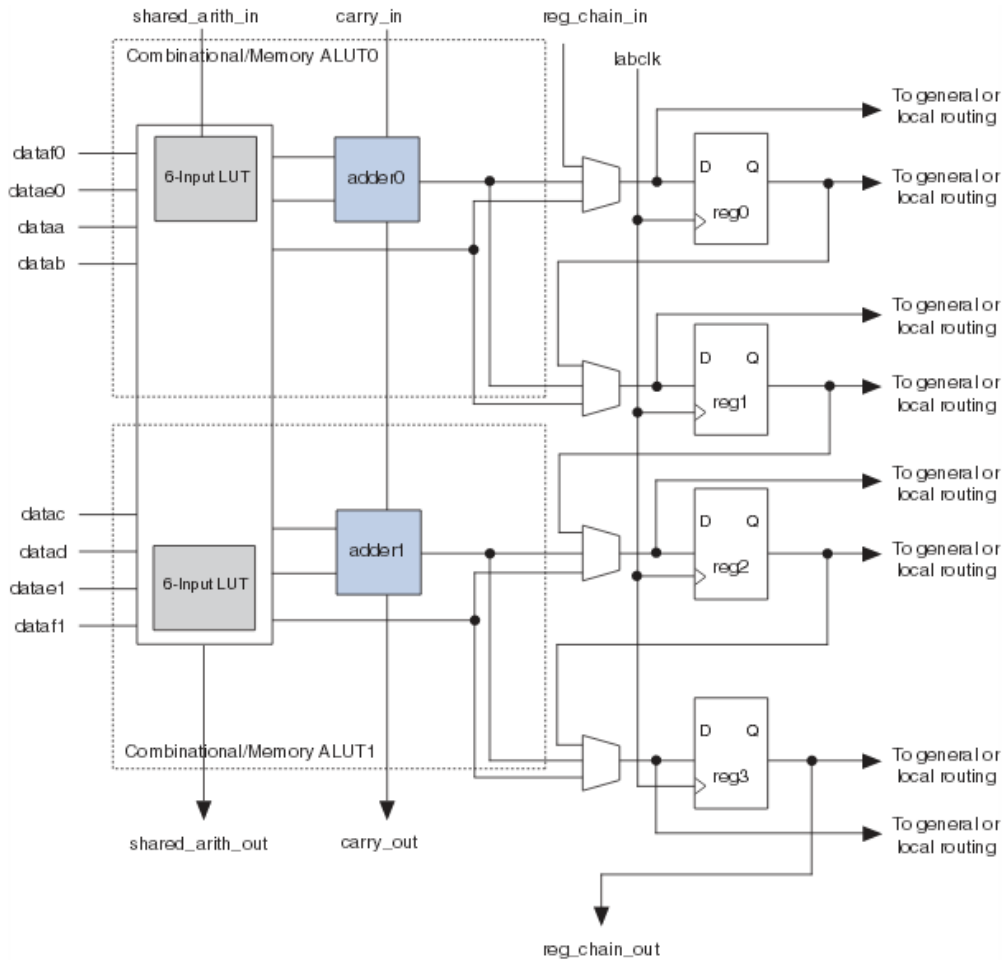 shared_arith_in
carry_in
reg_chain_in
Combinational/Memory ALUT0
labclk
dataf0
datae0
dataa
datab
6-Input LUT
adder0
D Q
reg0
To general or
local routing
To general or
local routing
D Q
reg1
To general or
local routing
To general or
local routing
datac
datad
datae1
dataf1
6-Input LUT
adder1
D Q
reg2
To general or
local routing
To general or
local routing
Combinational/Memory ALUT1
D Q
reg3
To general or
local routing
To general or
local routing
shared_arith_out
carry_out
reg_chain_out